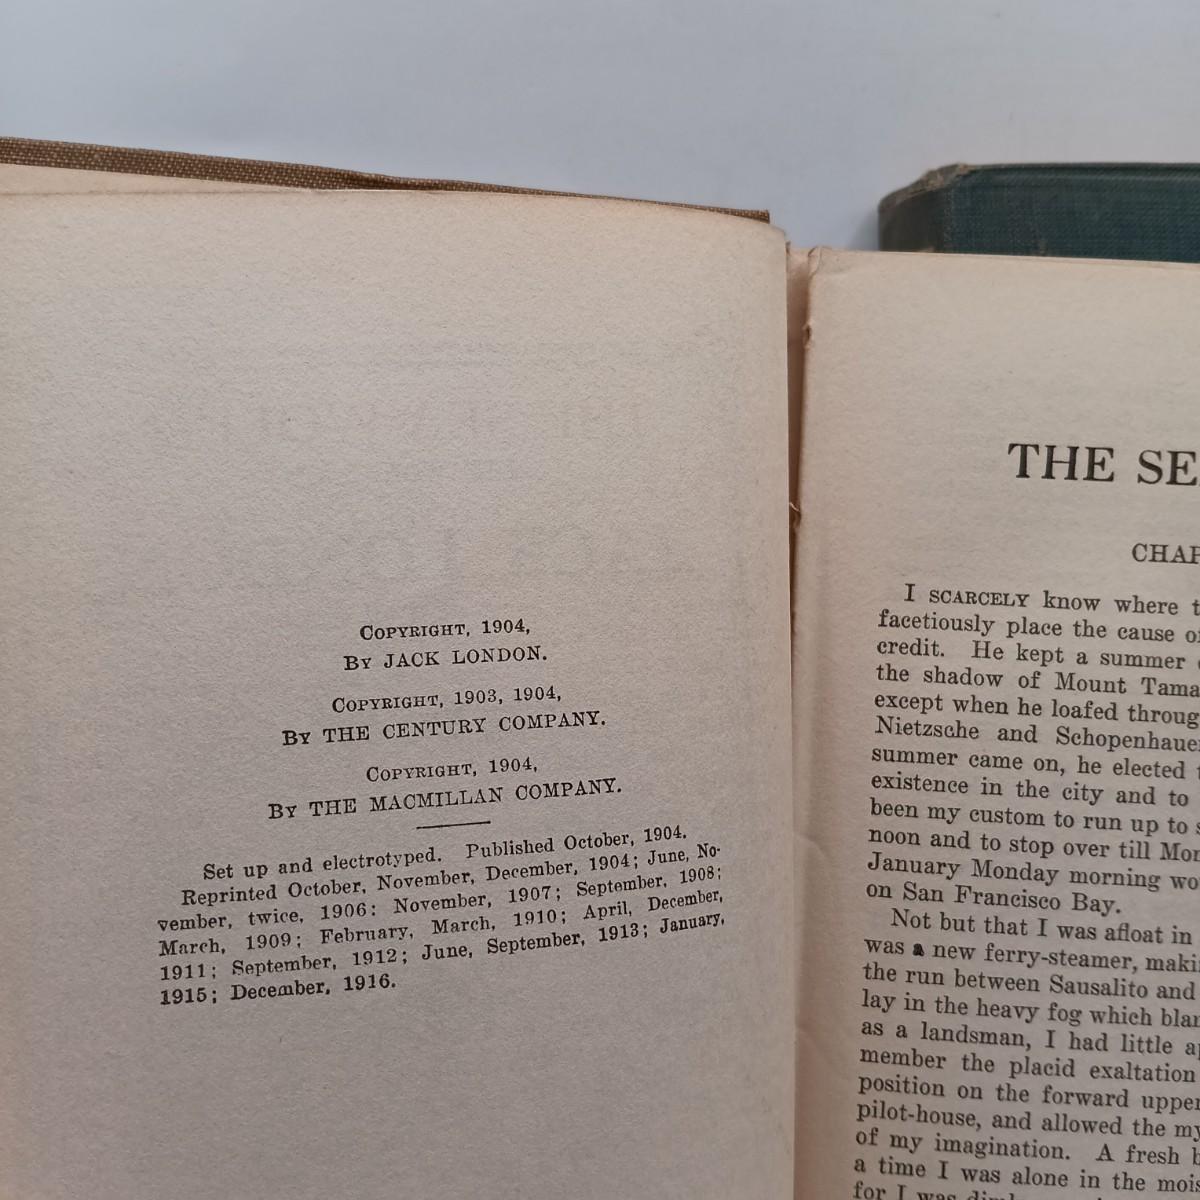 COPYRIGHT, 1904,
BY JACK LONDON.
COPYRIGHT, 1903, 1904,
BY THE CENTURY COMPANY.
COPYRIGHT, 1904,
BY THE MACMILLAN COMPANY.
Set up and electrotyped. Published October, 1904.
Reprinted October, November, December, 1904; June, No-
vember, twice, 1906: November, 1907; September, 1908;
March, 1909; February, March, 1910; April, December,
1911; September, 1912; June, September, 1913; January,
1915; December, 1916.
THE SE
CHAP
I SCARCELY know where t
facetiously place the cause o
credit. He kept a summer
the shadow of Mount Tama
except when he loafed throug
Nietzsche and Schopenhaue
summer came on, he elected t
existence in the city and to
been my custom to run up to s
noon and to stop over till Mon
January Monday morning wo
on San Francisco Bay.
Not but that I was afloat in
was a new ferry-steamer, maki
the run between Sausalito and
lay in the heavy fog which blan
as a landsman, I had little ap
member the placid exaltation
position on the forward upper
pilot-house, and allowed the my
of my imagination. A fresh b
a time I was alone in the mois
for I was